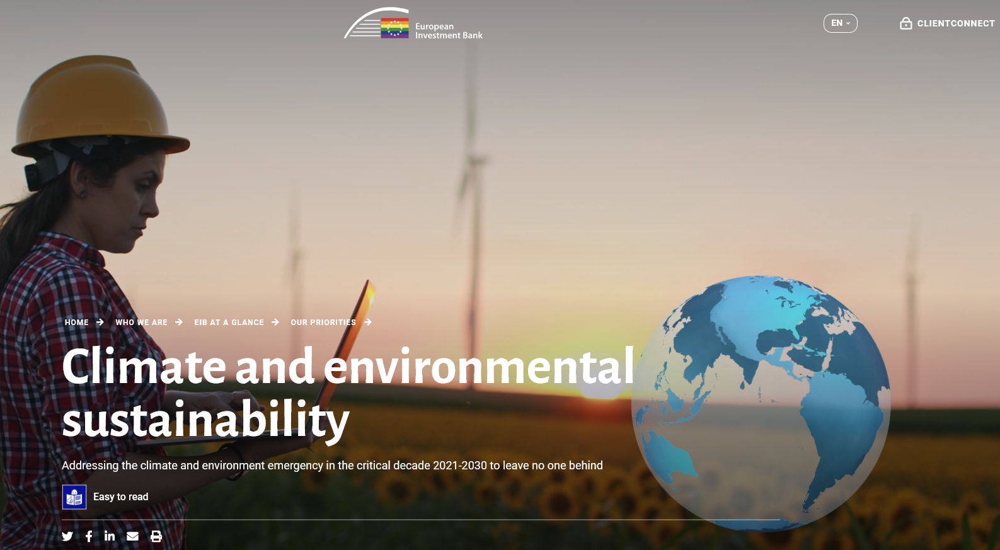 European
Investment Bank
EN
CLIENTCONNECT
HOME
WHO WE ARE
EIB AT A GLANCE
OUR PRIORITIES
Climate and environmental
sustainability
Addressing the climate and environment emergency in the critical decade 2021-2030 to leave no one behind
Easy to read